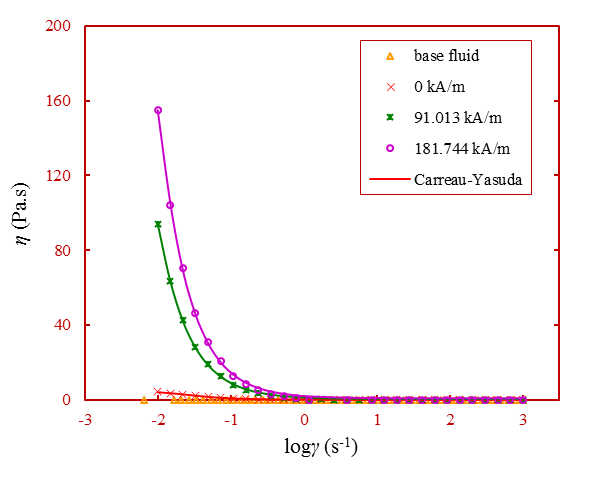 200
160
120
80
40
0
η (Pa.s)
-3 -2 -1 0 1 2 3
logγ (s⁻¹)
base fluid
0 kA/m
91.013 kA/m
181.744 kA/m
Carreau-Yasuda